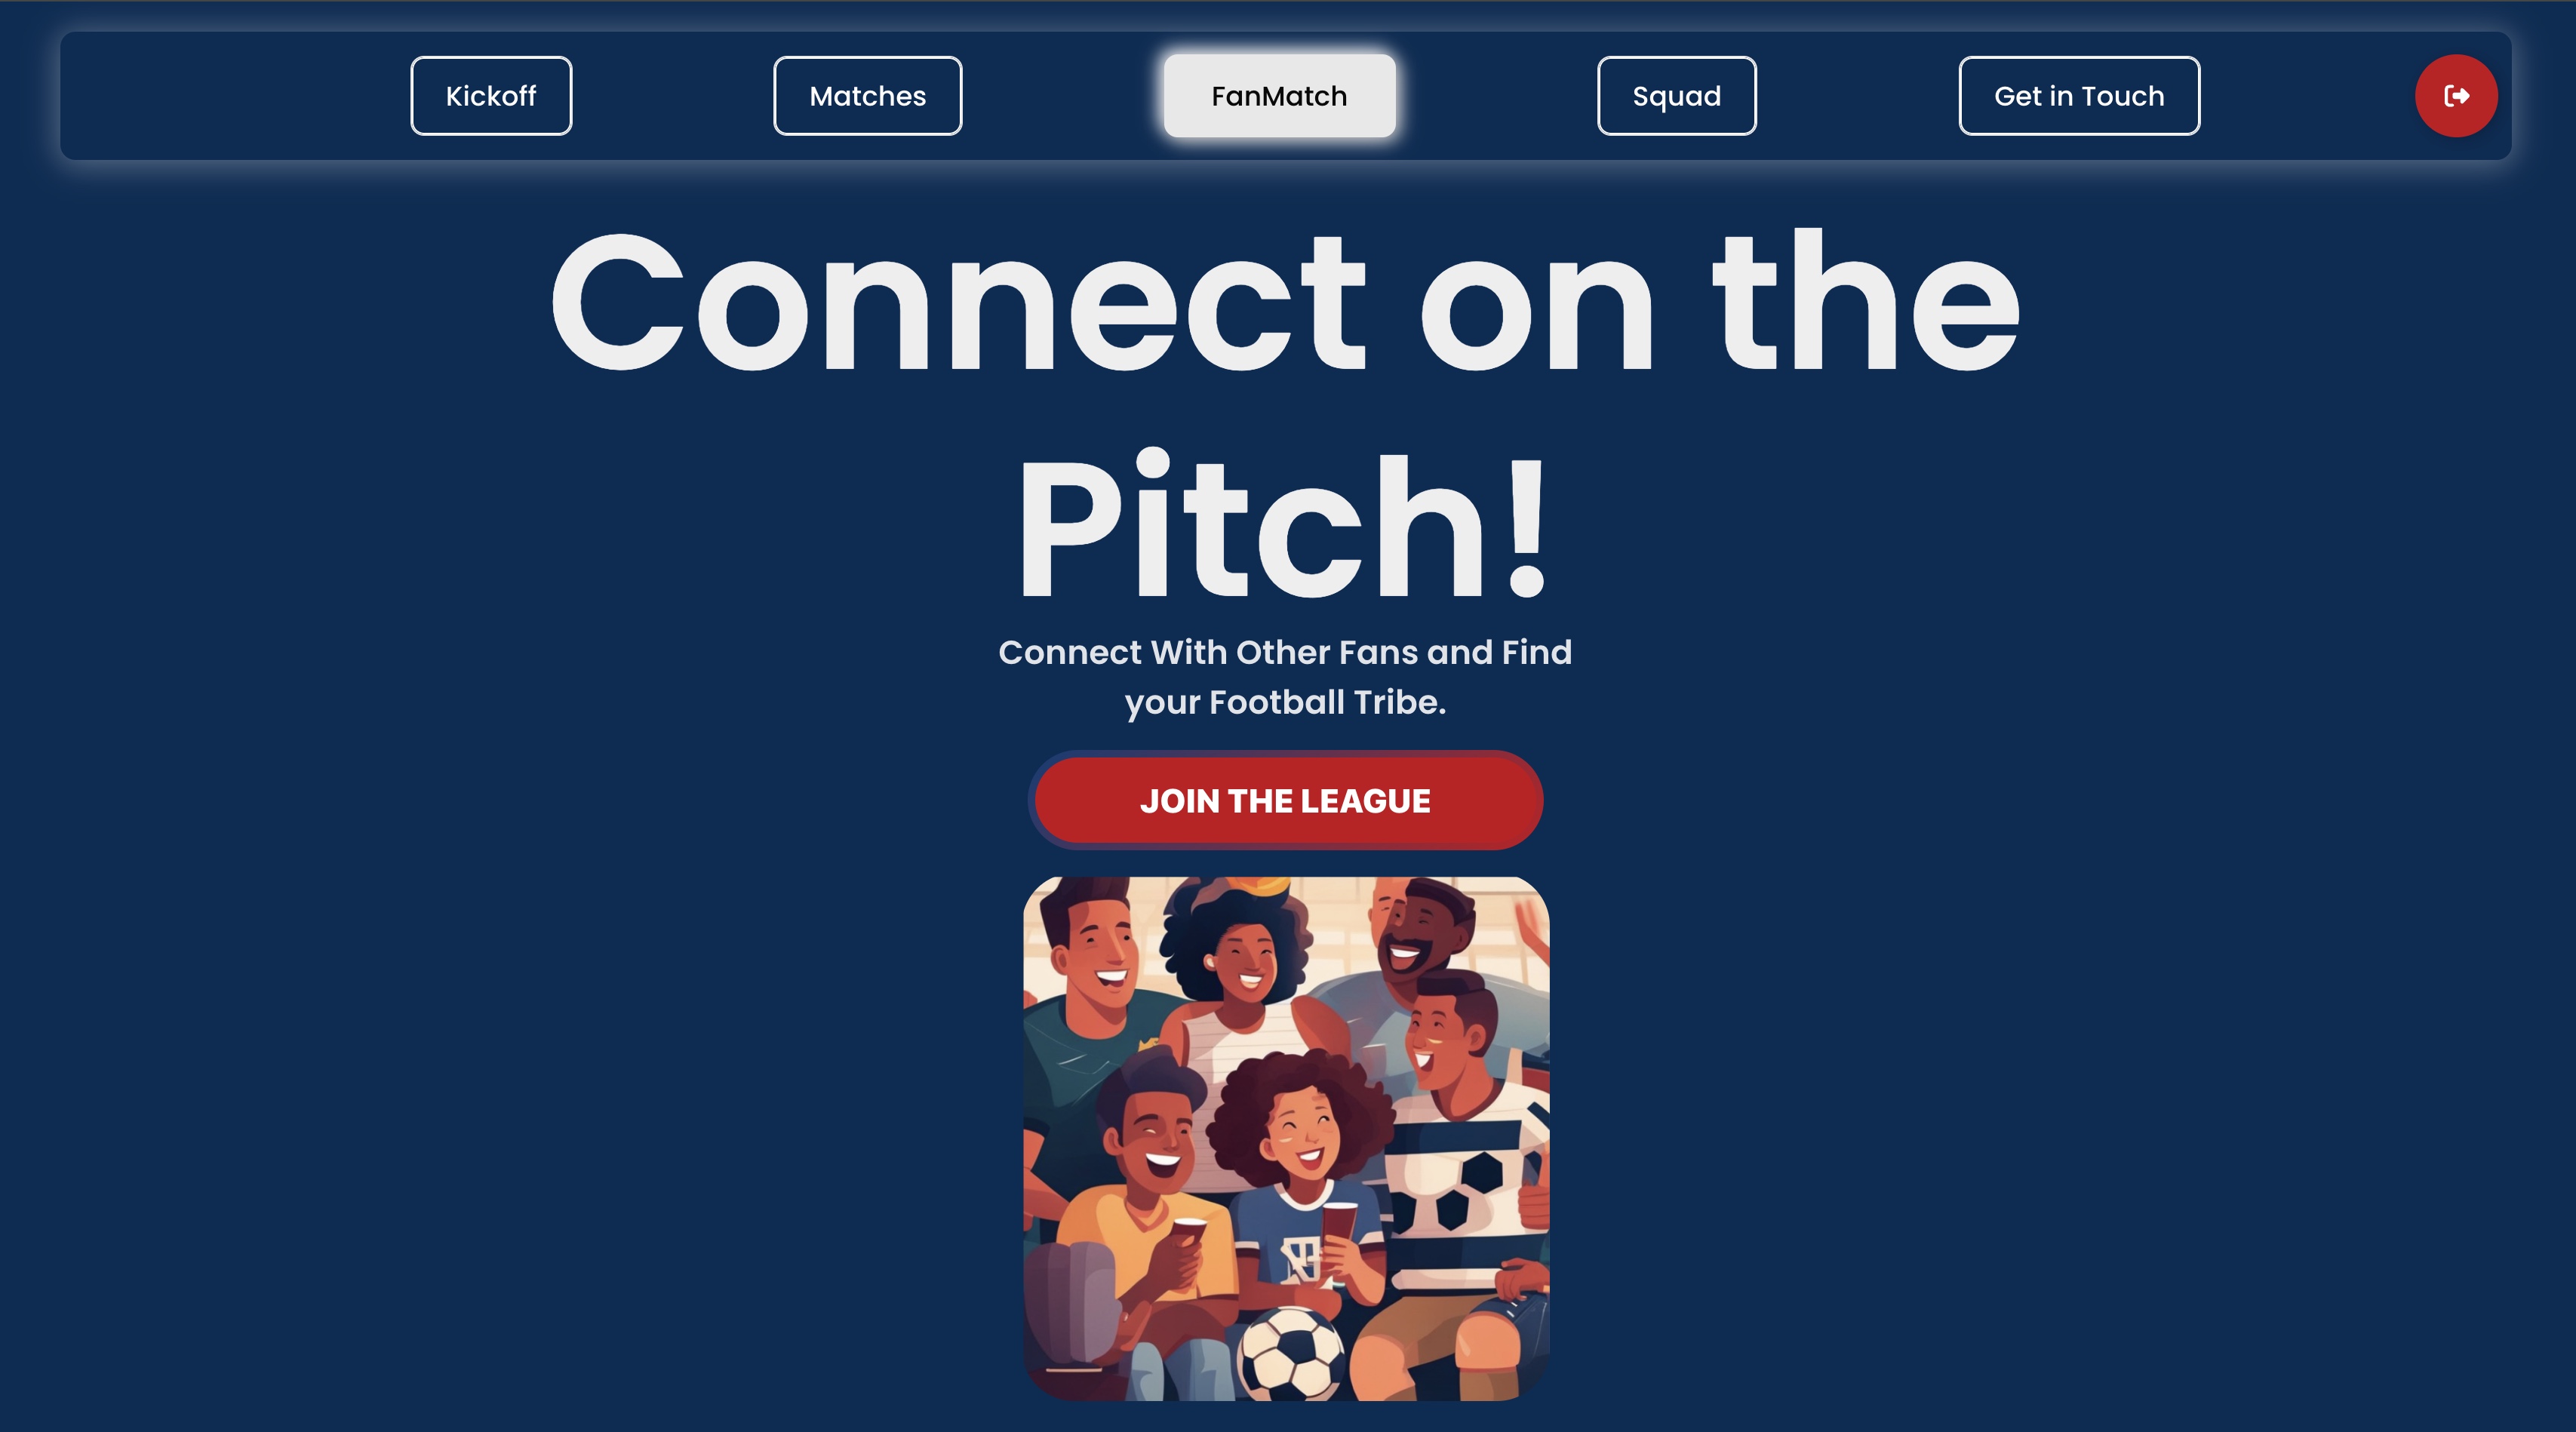 Kickoff
Matches
FanMatch
Squad
Get in Touch
Connect on the
Pitch!
Connect With Other Fans and Find
your Football Tribe.
JOIN THE LEAGUE